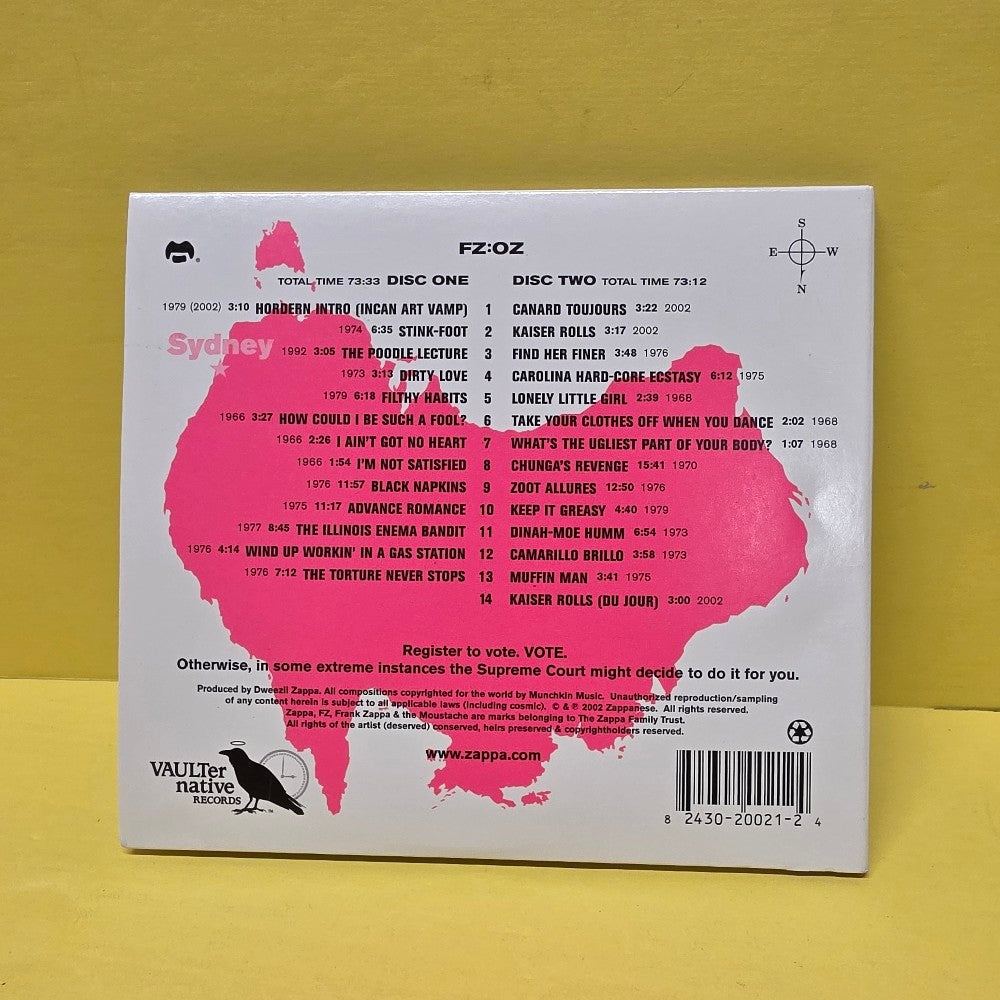 FZ:OZ
S
E W
N
TOTAL TIME 73:33 DISC ONE
1979 (2002) 3:10 HORDERN INTRO (INCAN ART VAMP) 1
1974 6:35 STINK-FOOT 2
Sydney
1992 3:05 THE POODLE LECTURE 3
1973 3:13 DIRTY LOVE 4
1979 6:18 FILTHY HABITS 5
1966 3:27 HOW COULD I BE SUCH A FOOL? 6
1966 2:26 I AIN'T GOT NO HEART 7
1966 1:54 I'M NOT SATISFIED 8
1976 11:57 BLACK NAPKINS 9
1975 11:17 ADVANCE ROMANCE 10
1977 8:45 THE ILLINOIS ENEMA BANDIT 11
1976 4:14 WIND UP WORKIN' IN A GAS STATION 12
1976 7:12 THE TORTURE NEVER STOPS 13
14
DISC TWO TOTAL TIME 73:12
CANARD TOUJOURS 3:22 2002
KAISER ROLLS 3:17 2002
FIND HER FINER 3:48 1976
CAROLINA HARD-CORE ECSTASY 6:12 1975
LONELY LITTLE GIRL 2:39 1968
TAKE YOUR CLOTHES OFF WHEN YOU DANCE 2:02 1968
WHAT'S THE UGLIEST PART OF YOUR BODY? 1:07 1968
CHUNGA'S REVENGE 15:41 1970
ZOOT ALLURES 12:50 1976
KEEP IT GREASY 4:40 1979
DINAH-MOE HUMM 6:54 1973
CAMARILLO BRILLO 3:58 1973
MUFFIN MAN 3:41 1975
KAISER ROLLS (DU JOUR) 3:00 2002
Register to vote. VOTE.
Otherwise, in some extreme instances the Supreme Court might decide to do it for you.
Produced by Dweezil Zappa. All compositions copyrighted for the world by Munchkin Music. Unauthorized reproduction/sampling
of any content herein is subject to all applicable laws (including cosmic). © & ℗ 2002 Zappanese. All rights reserved.
Zappa, FZ, Frank Zappa & the Moustache are marks belonging to The Zappa Family Trust.
All rights of the artist (deserved) conserved, heirs preserved & copyrightholders reserved.
www.zappa.com
VAULTer
native
RECORDS
TM
8 2430-20021-2 4